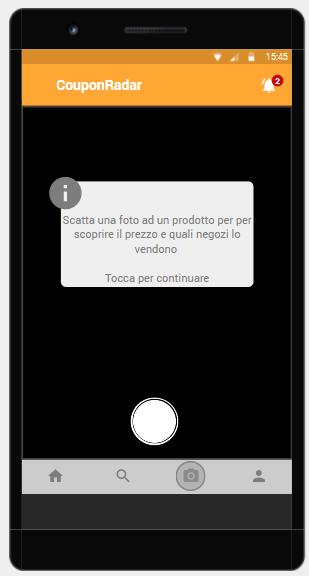 15:45
CouponRadar
2
Scatta una foto ad un prodotto per per
scoprire il prezzo e quali negozi lo
vendono
Tocca per continuare